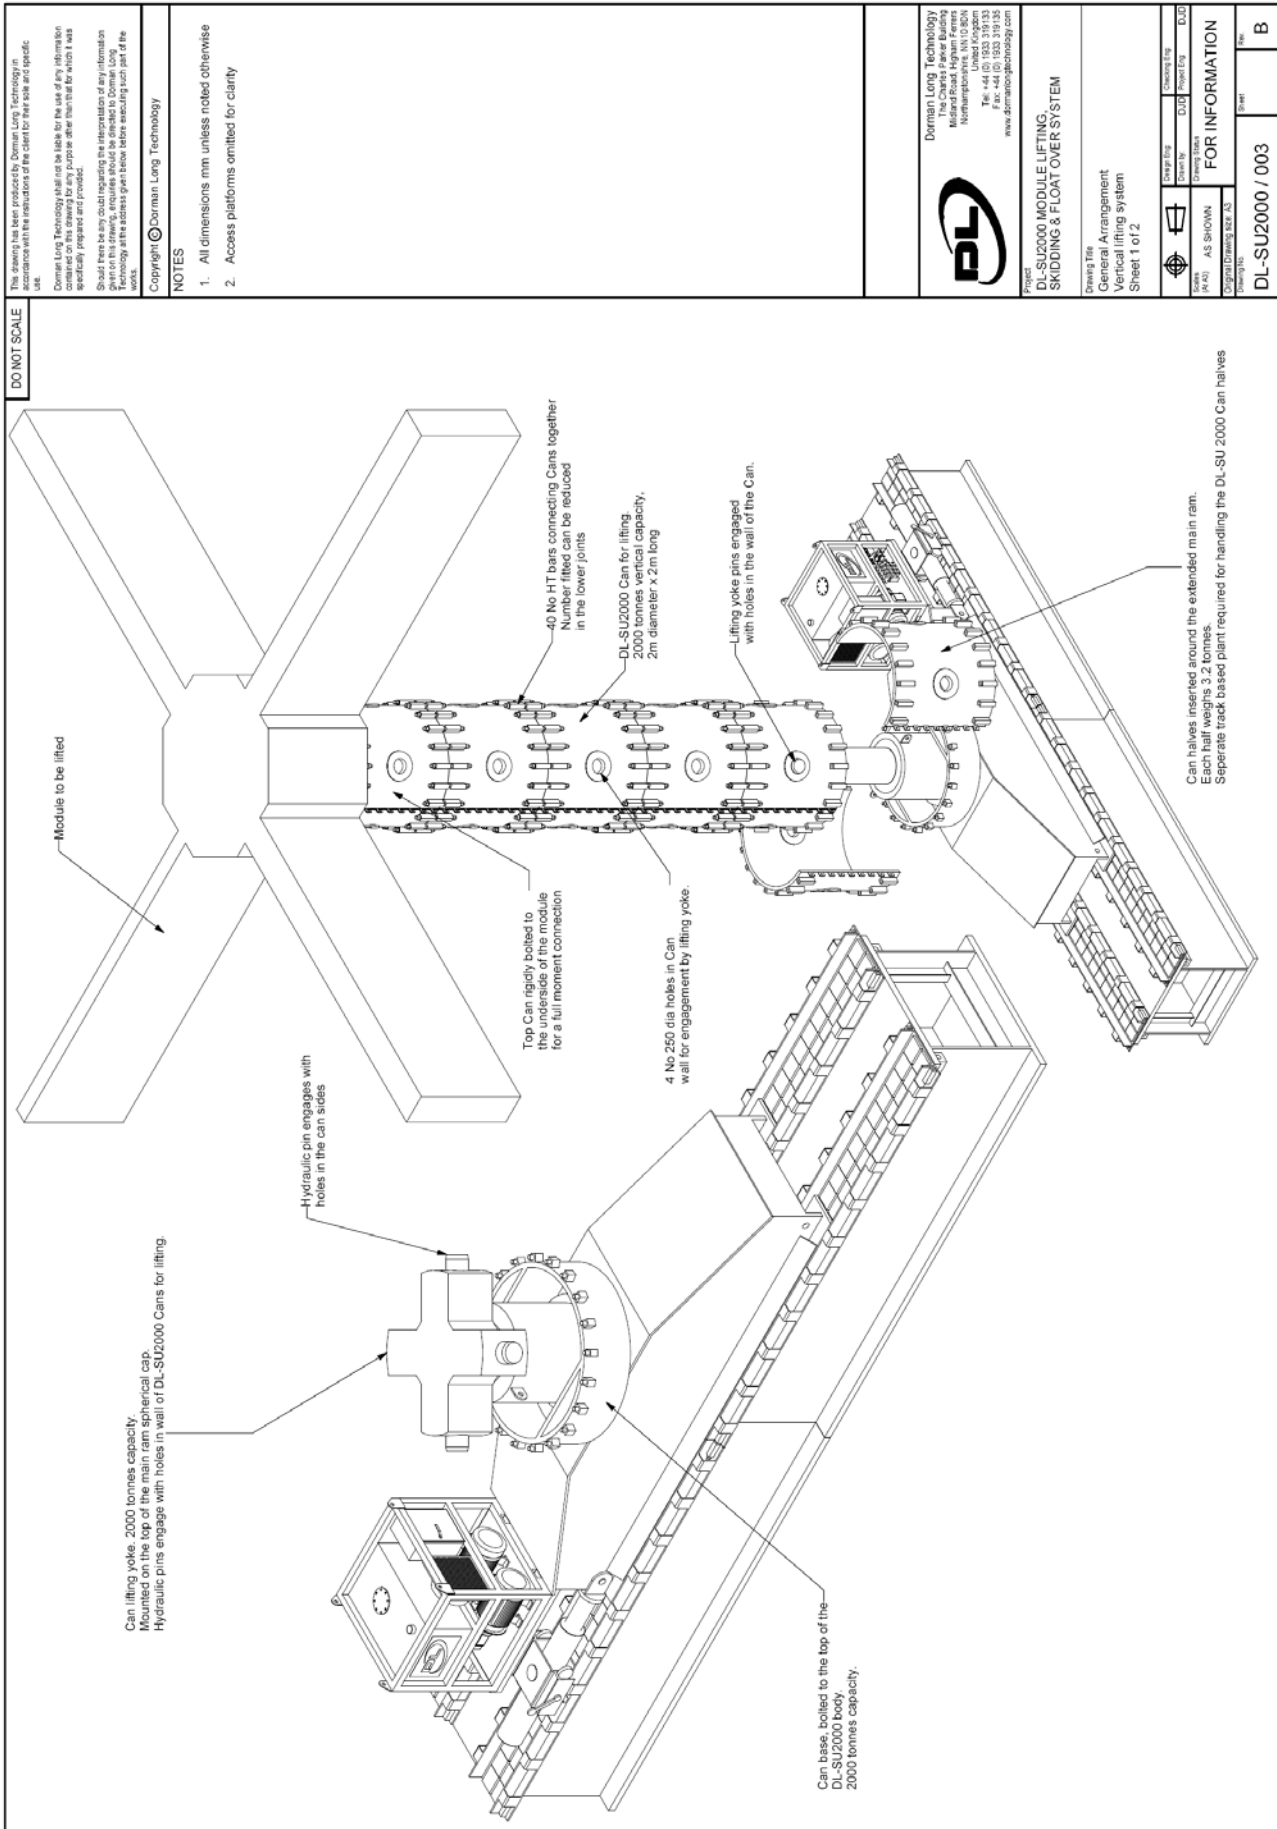 DO NOT SCALE
This drawing has been produced by Dorman Long Technology in
accordance with the instructions of the client for their sole and specific
use.
Dorman Long Technology shall not be liable for the use of any information
contained on this drawing for any purpose other than that for which it was
specifically prepared and provided.
Should there be any doubt regarding the interpretation of any information
given on this drawing, enquiries should be directed to Dorman Long
Technology at the address given below before executing such part of the
works.
Copyright © Dorman Long Technology
NOTES
1. All dimensions mm unless noted otherwise
2. Access platforms omitted for clarity
Module to be lifted
Hydraulic pin engages with
holes in the can sides
Can lifting yoke. 2000 tonnes capacity.
Mounted on the top of the main ram spherical cap.
Hydraulic pins engage with holes in wall of DL-SU2000 Cans for lifting.
Top Can rigidly bolted to
the underside of the module
for a full moment connection
40 No HT bars connecting Cans together
Number fitted can be reduced
in the lower joints
DL-SU2000 Can for lifting.
2000 tonnes vertical capacity,
2m diameter x 2m long
4 No 250 dia holes in Can
wall for engagement by lifting yoke.
Lifting yoke pins engaged
with holes in the wall of the Can.
Can base, bolted to the top of the
DL-SU2000 body.
2000 tonnes capacity.
Can halves inserted around the extended main ram.
Each half weighs 3.2 tonnes.
Seperate track based plant required for handling the DL-SU 2000 Can halves
DL
Dorman Long Technology
The Charles Parker Building
Midland Road, Higham Ferrers
Northamptonshire, NN10 8DN
United Kingdom
Tel: +44 (0) 1933 319133
Fax: +44 (0) 1933 319135
www.dormanlongtechnology.com
Project
DL-SU2000 MODULE LIFTING,
SKIDDING & FLOAT OVER SYSTEM
Drawing Title
General Arrangement
Vertical lifting system
Sheet 1 of 2
Design Eng
Checking Eng
Drawn by
DJD
Project Eng
DJD
Scales
(At A3)
AS SHOWN
Drawing Status
FOR INFORMATION
Original Drawing size: A3
Drawing No.
DL-SU2000 / 003
Sheet
Rev.
B